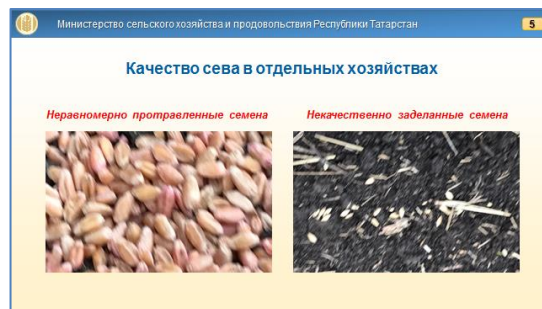 Министерство сельского хозяйства и продовольствия Республики Татарстан
5
Качество сева в отдельных хозяйствах
Неравномерно протравленные семена
Некачественно заделанные семена